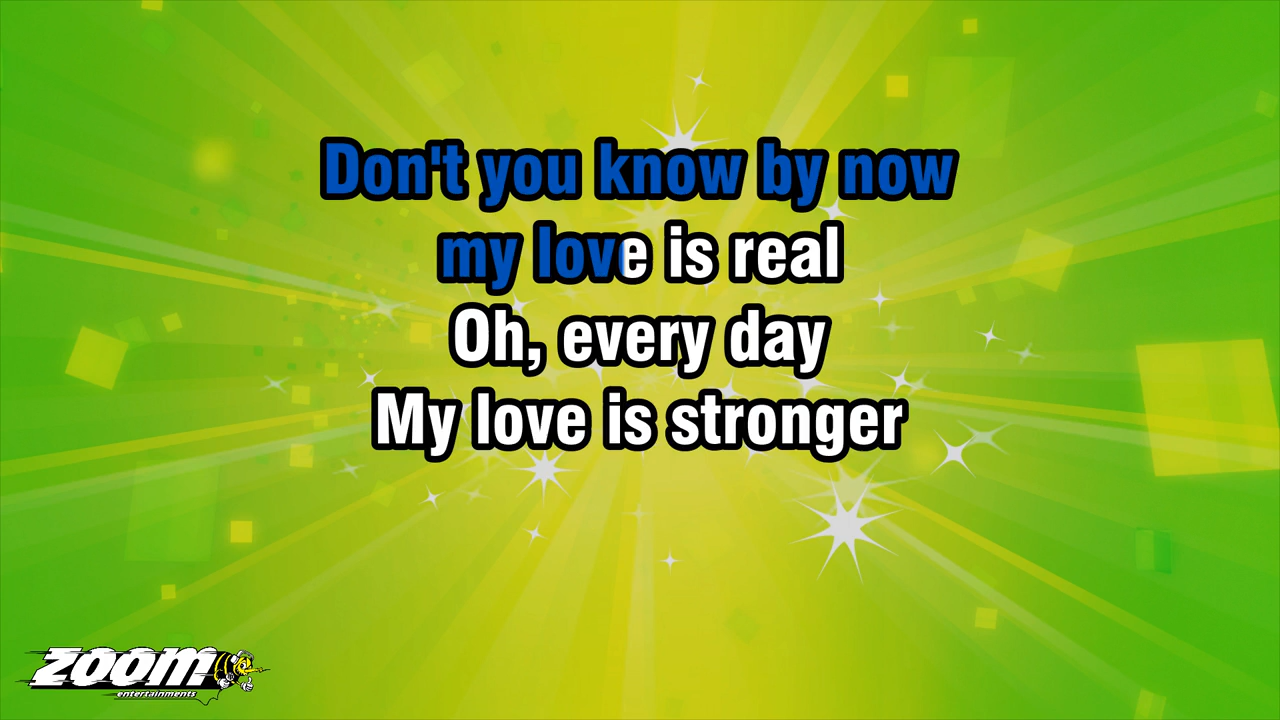 Don't you know by now
my love is real
Oh, every day
My love is stronger
zoom
entertainments